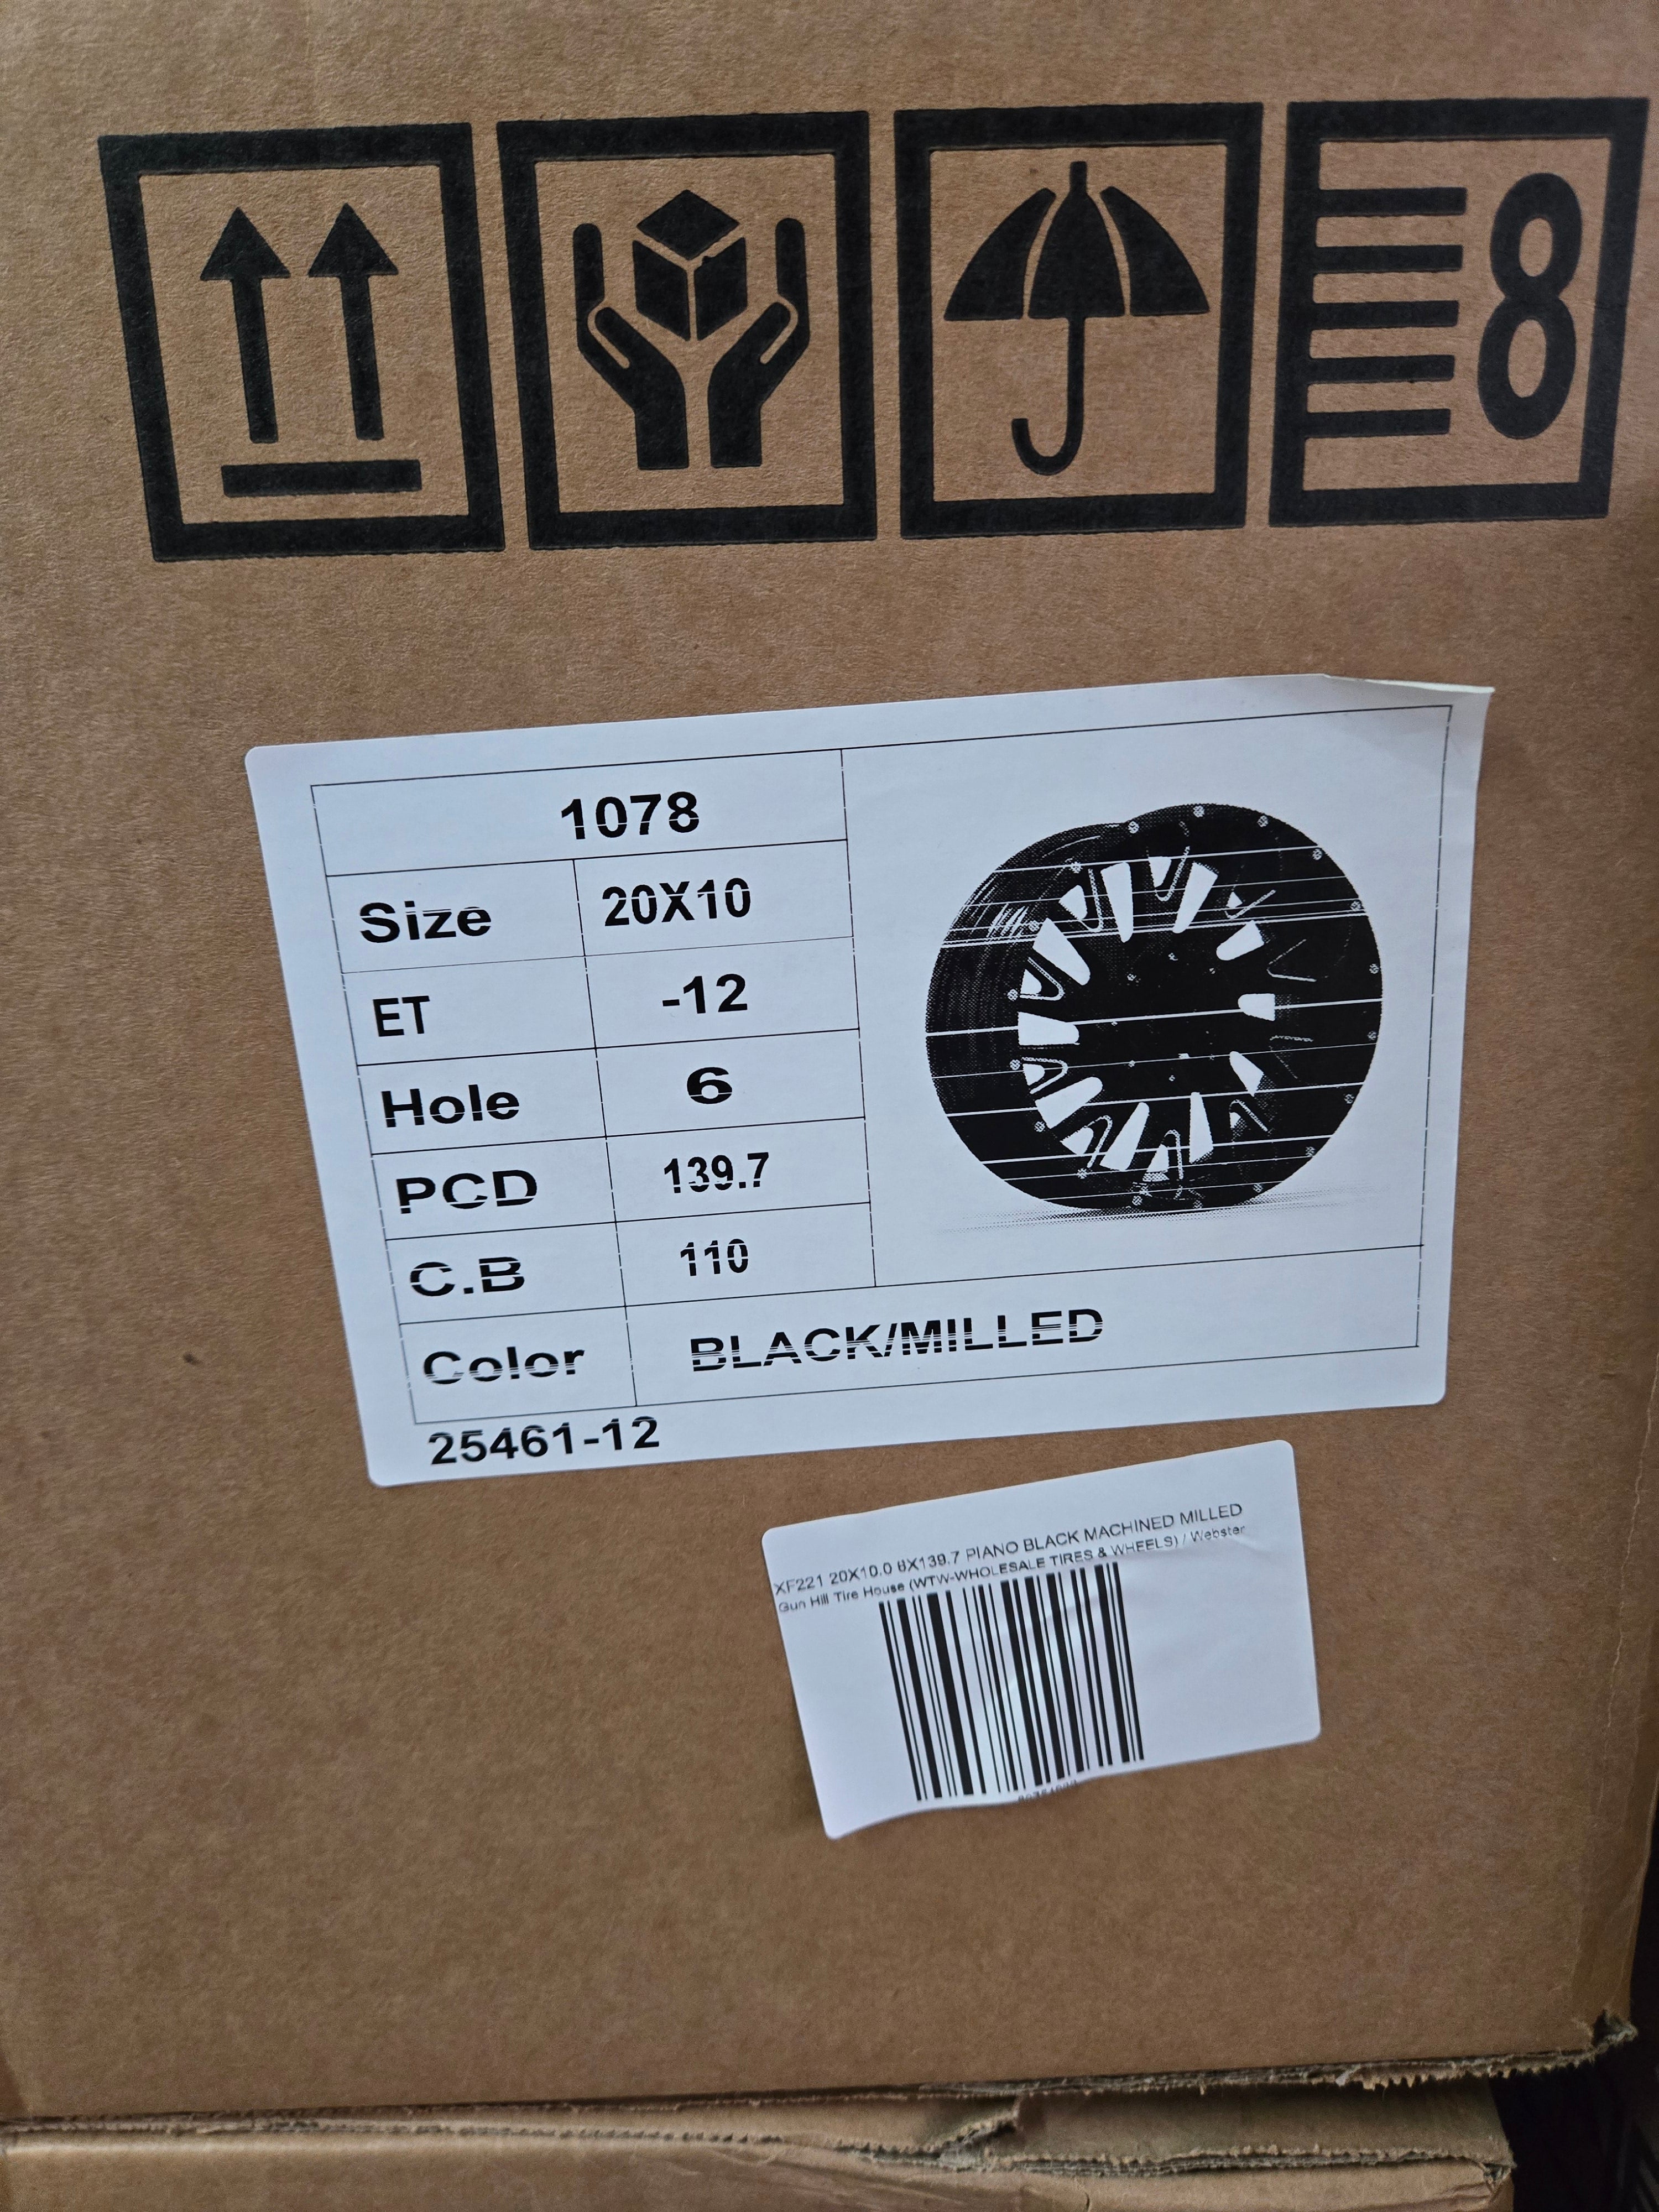 8
1078
Size 20X10
ET -12
Hole 6
PCD 139.7
C.B 110
Color BLACK/MILLED
25461-12
XF221 20X10.0 6X139.7 PIANO BLACK MACHINED MILLED
Gun Hill Tire House (WTW-WHOLESALE TIRES & WHEELS) / Webster